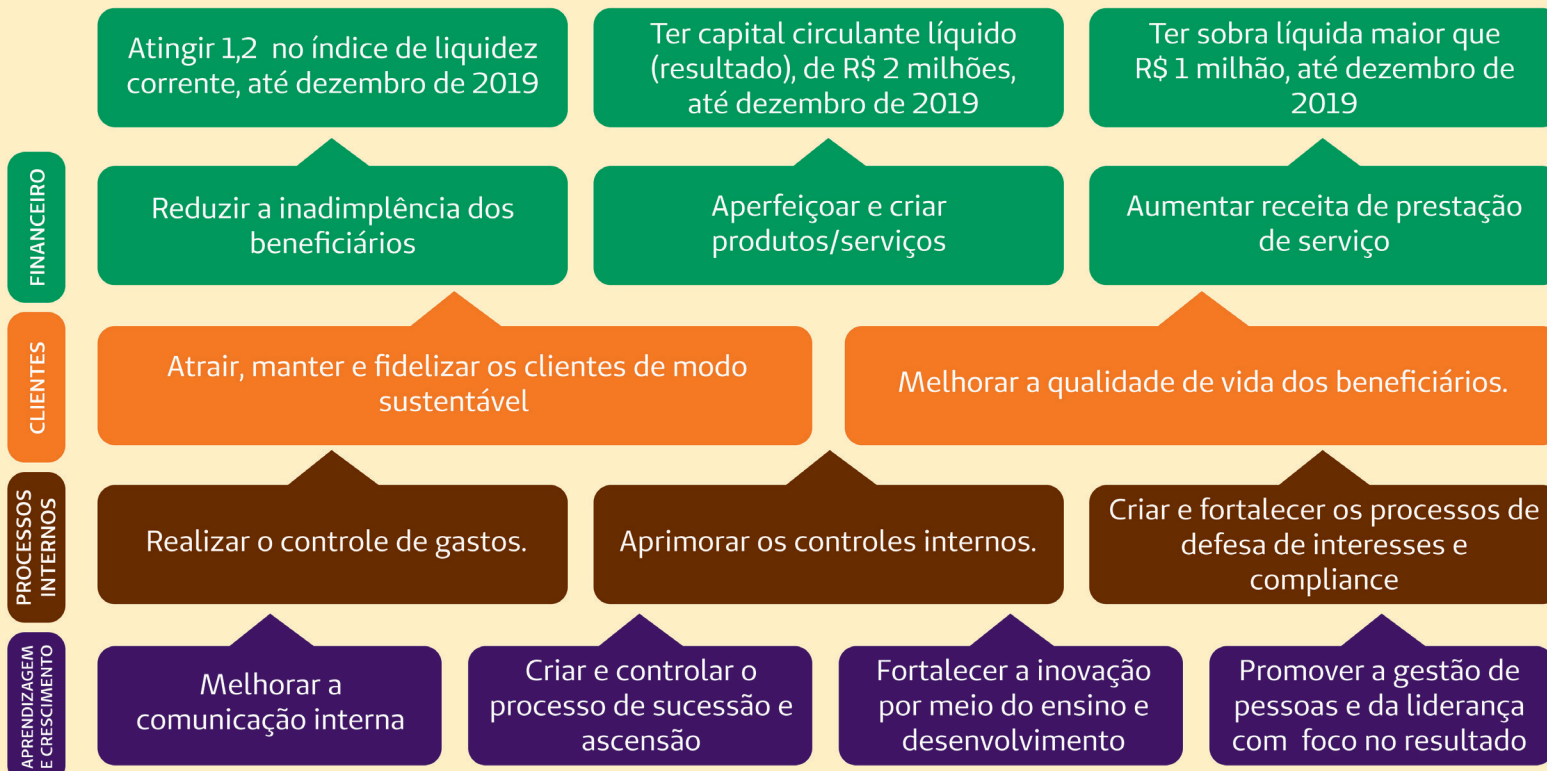 Atingir 1,2 no índice de liquidez
corrente, até dezembro de 2019
Ter capital circulante líquido
(resultado), de R$ 2 milhões,
até dezembro de 2019
Ter sobra líquida maior que
R$ 1 milhão, até dezembro de
2019
FINANCEIRO
Reduzir a inadimplência dos
beneficiários
Aperfeiçoar e criar
produtos/serviços
Aumentar receita de prestação
de serviço
CLIENTES
Atrair, manter e fidelizar os clientes de modo
sustentável
Melhorar a qualidade de vida dos beneficiários.
PROCESSOS
INTERNOS
Realizar o controle de gastos.
Aprimorar os controles internos.
Criar e fortalecer os processos de
defesa de interesses e
compliance
APRENDIZAGEM
E CRESCIMENTO
Melhorar a
comunicação interna
Criar e controlar o
processo de sucessão e
ascensão
Fortalecer a inovação
por meio do ensino e
desenvolvimento
Promover a gestão de
pessoas e da liderança
com foco no resultado